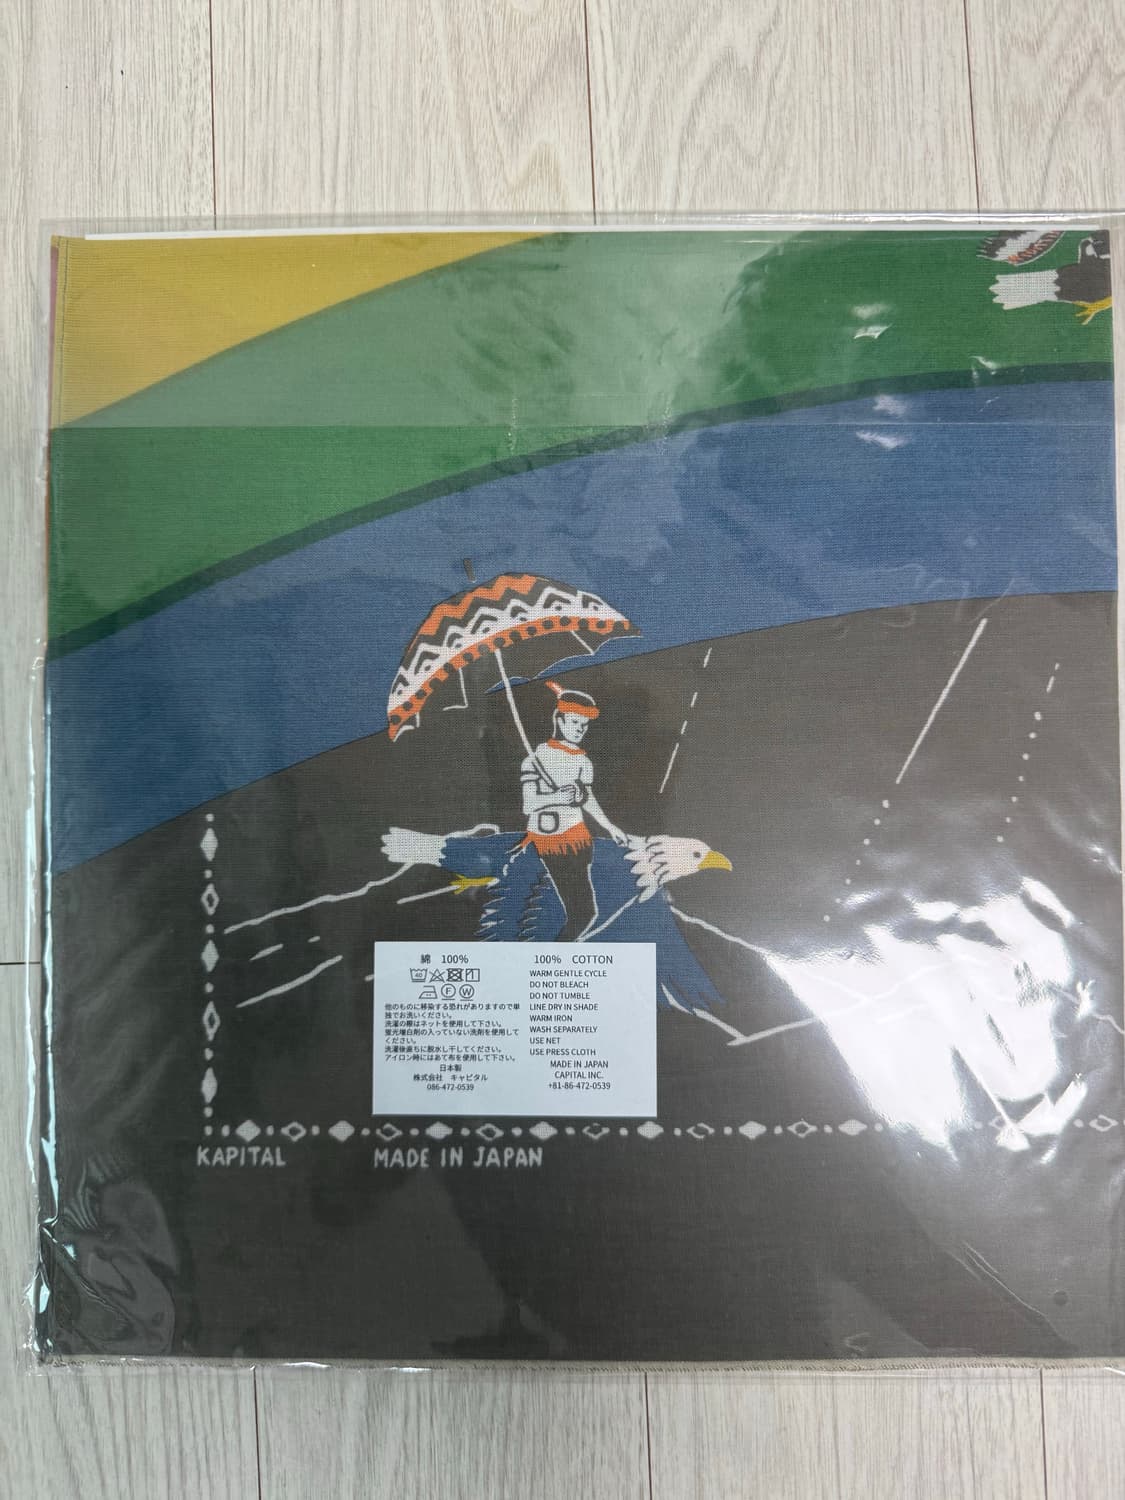 綿 100%
40
F W
他のものに移染する恐れがありますので単
独でお洗いください。
洗濯の際はネットを使用して下さい。
蛍光増白剤の入っていない洗剤を使用して
ください。
洗濯後直ちに脱水し干してください。
アイロン時にはあて布を使用して下さい。
日本製
株式会社 キャピタル
086-472-0539
100% COTTON
WARM GENTLE CYCLE
DO NOT BLEACH
DO NOT TUMBLE
LINE DRY IN SHADE
WARM IRON
WASH SEPARATELY
USE NET
USE PRESS CLOTH
MADE IN JAPAN
CAPITAL INC.
+81-86-472-0539
KAPITAL MADE IN JAPAN